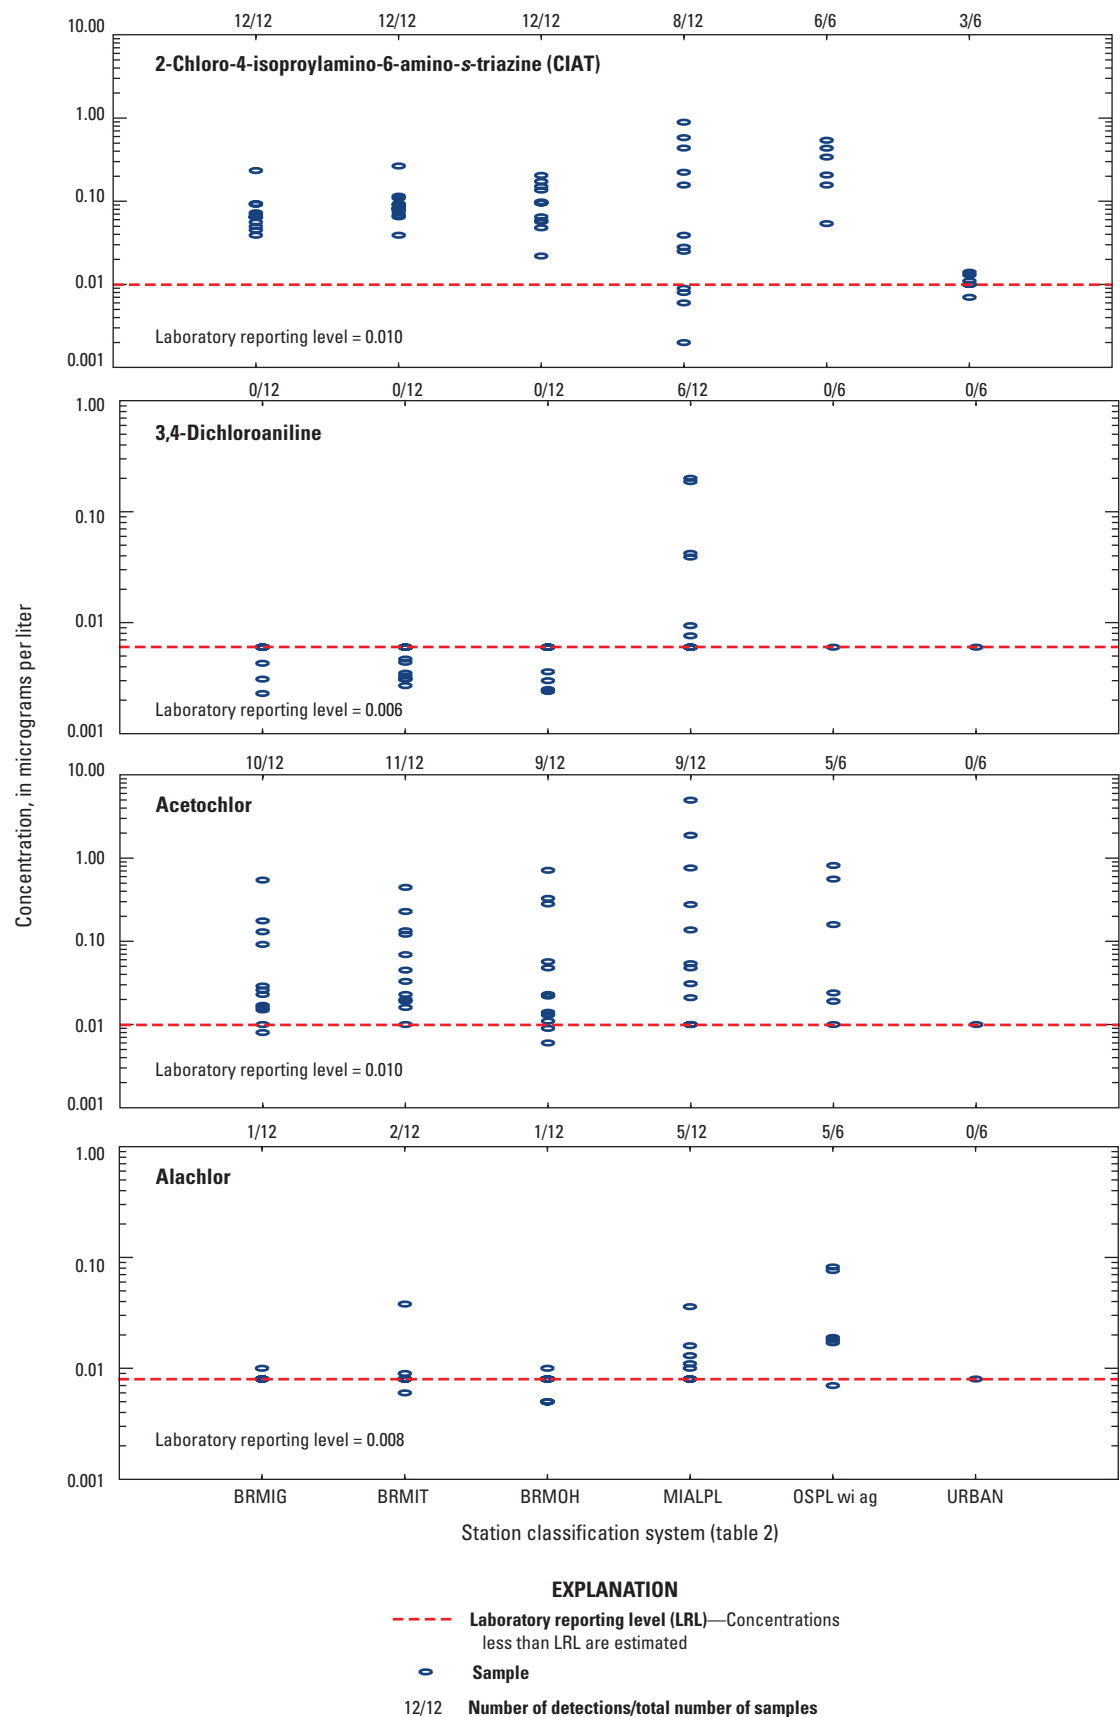 12/12 12/12 12/12 8/12 6/6 3/6
10.00
2-Chloro-4-isoproylamino-6-amino-s-triazine (CIAT)
1.00
0.10
0.01
Laboratory reporting level = 0.010
0.001
0/12 0/12 0/12 6/12 0/6 0/6
1.00
3,4-Dichloroaniline
0.10
0.01
Laboratory reporting level = 0.006
0.001
Concentration, in micrograms per liter
10/12 11/12 9/12 9/12 5/6 0/6
10.00
Acetochlor
1.00
0.10
0.01
Laboratory reporting level = 0.010
0.001
1/12 2/12 1/12 5/12 5/6 0/6
1.00
Alachlor
0.10
0.01
Laboratory reporting level = 0.008
0.001
BRMIG BRMIT BRMOH MIALPL OSPL wi ag URBAN
Station classification system (table 2)
EXPLANATION
Laboratory reporting level (LRL)—Concentrations
less than LRL are estimated
Sample
12/12 Number of detections/total number of samples